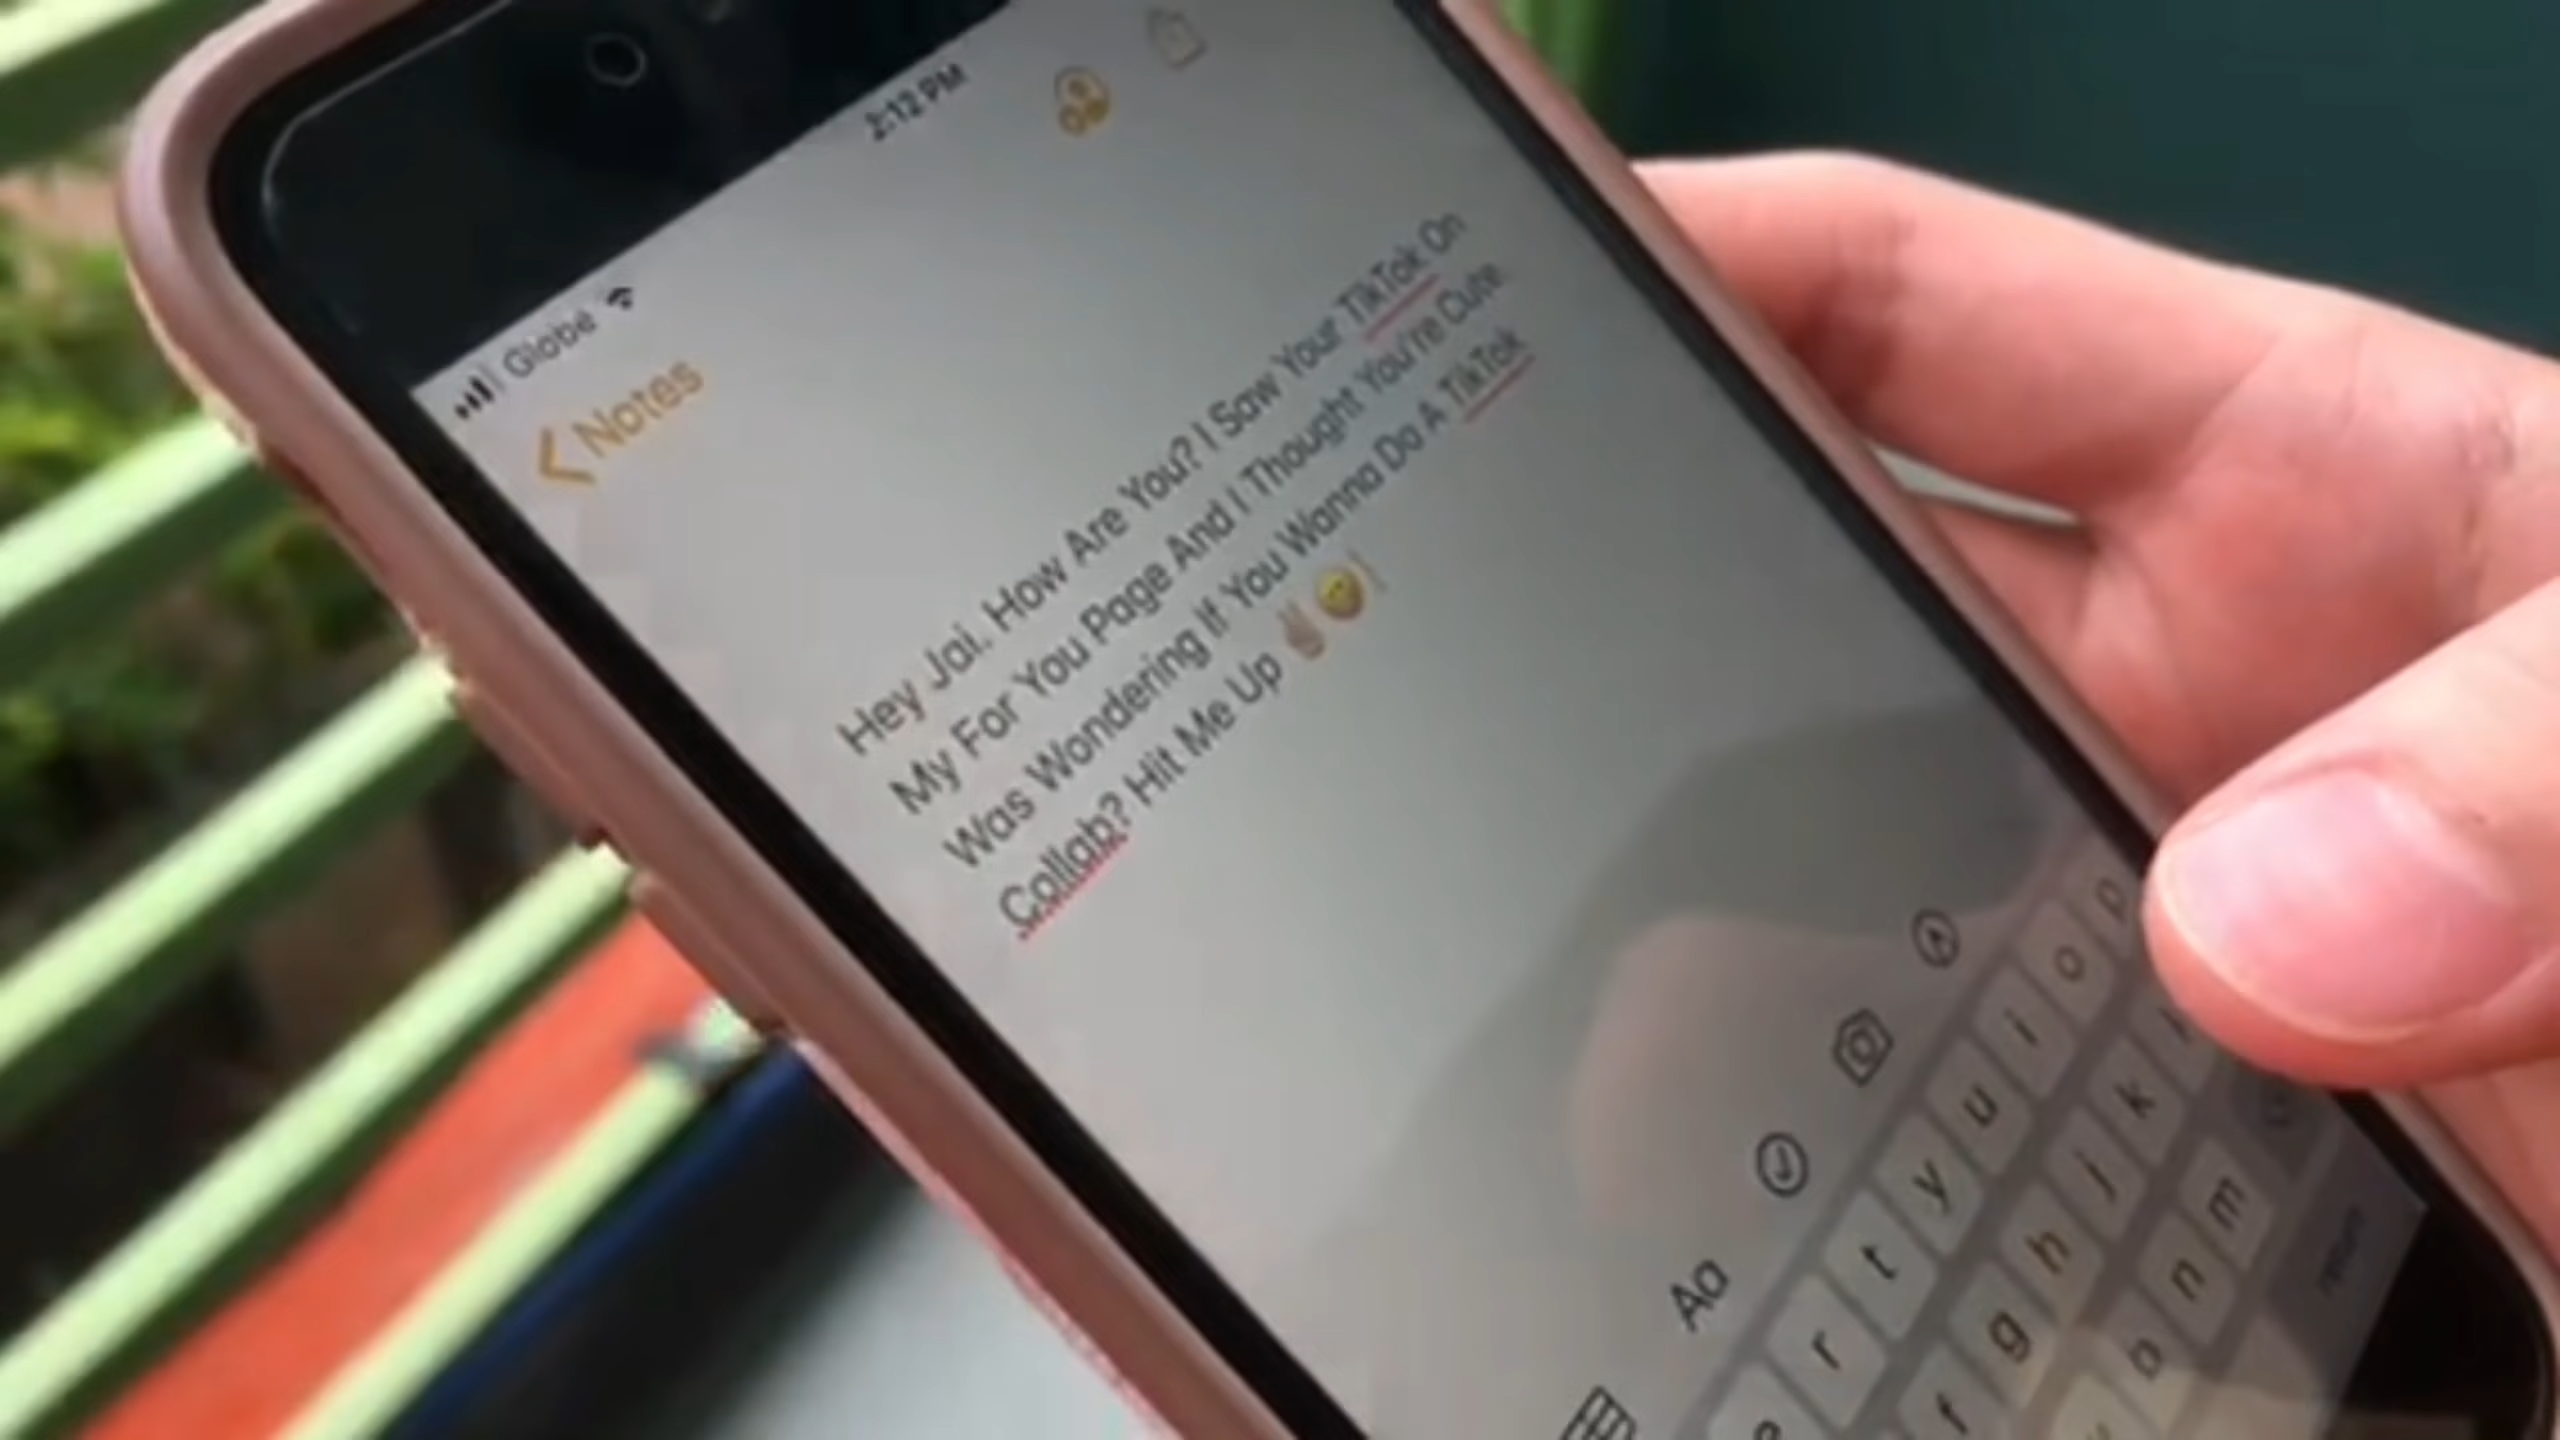 Globe
2:12 PM
Notes
Hey Jai. How Are You? I Saw Your TikTok On
My For You Page And I Thought You're Cute.
Was Wondering If You Wanna Do A TikTok
Collab? Hit Me Up ✌🏻🙂
Aa
e r t y u i o p
f g h j k l
v b n m
return